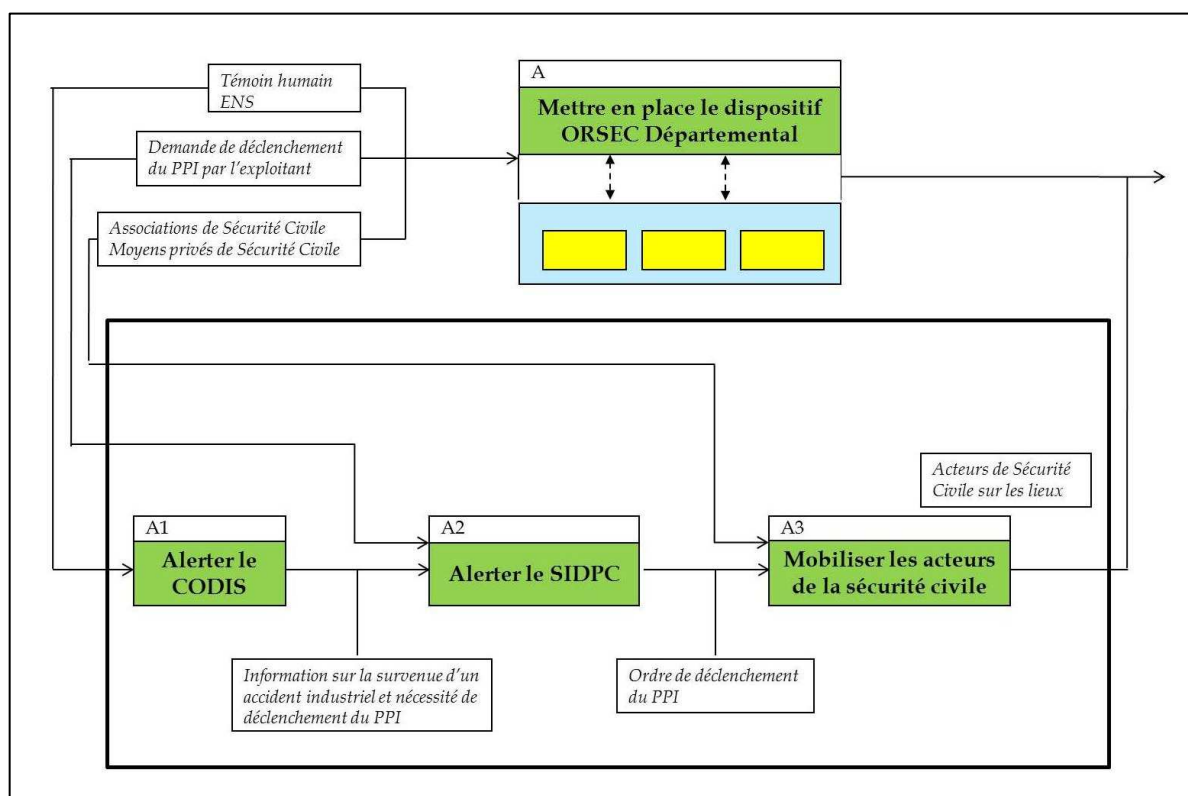 Témoin humain
ENS
Demande de déclenchement
du PPI par l'exploitant
Associations de Sécurité Civile
Moyens privés de Sécurité Civile
A
Mettre en place le dispositif
ORSEC Départemental
Acteurs de Sécurité
Civile sur les lieux
A1
Alerter le
CODIS
A2
Alerter le SIDPC
A3
Mobiliser les acteurs
de la sécurité civile
Information sur la survenue d'un
accident industriel et nécessité de
déclenchement du PPI
Ordre de déclenchement
du PPI